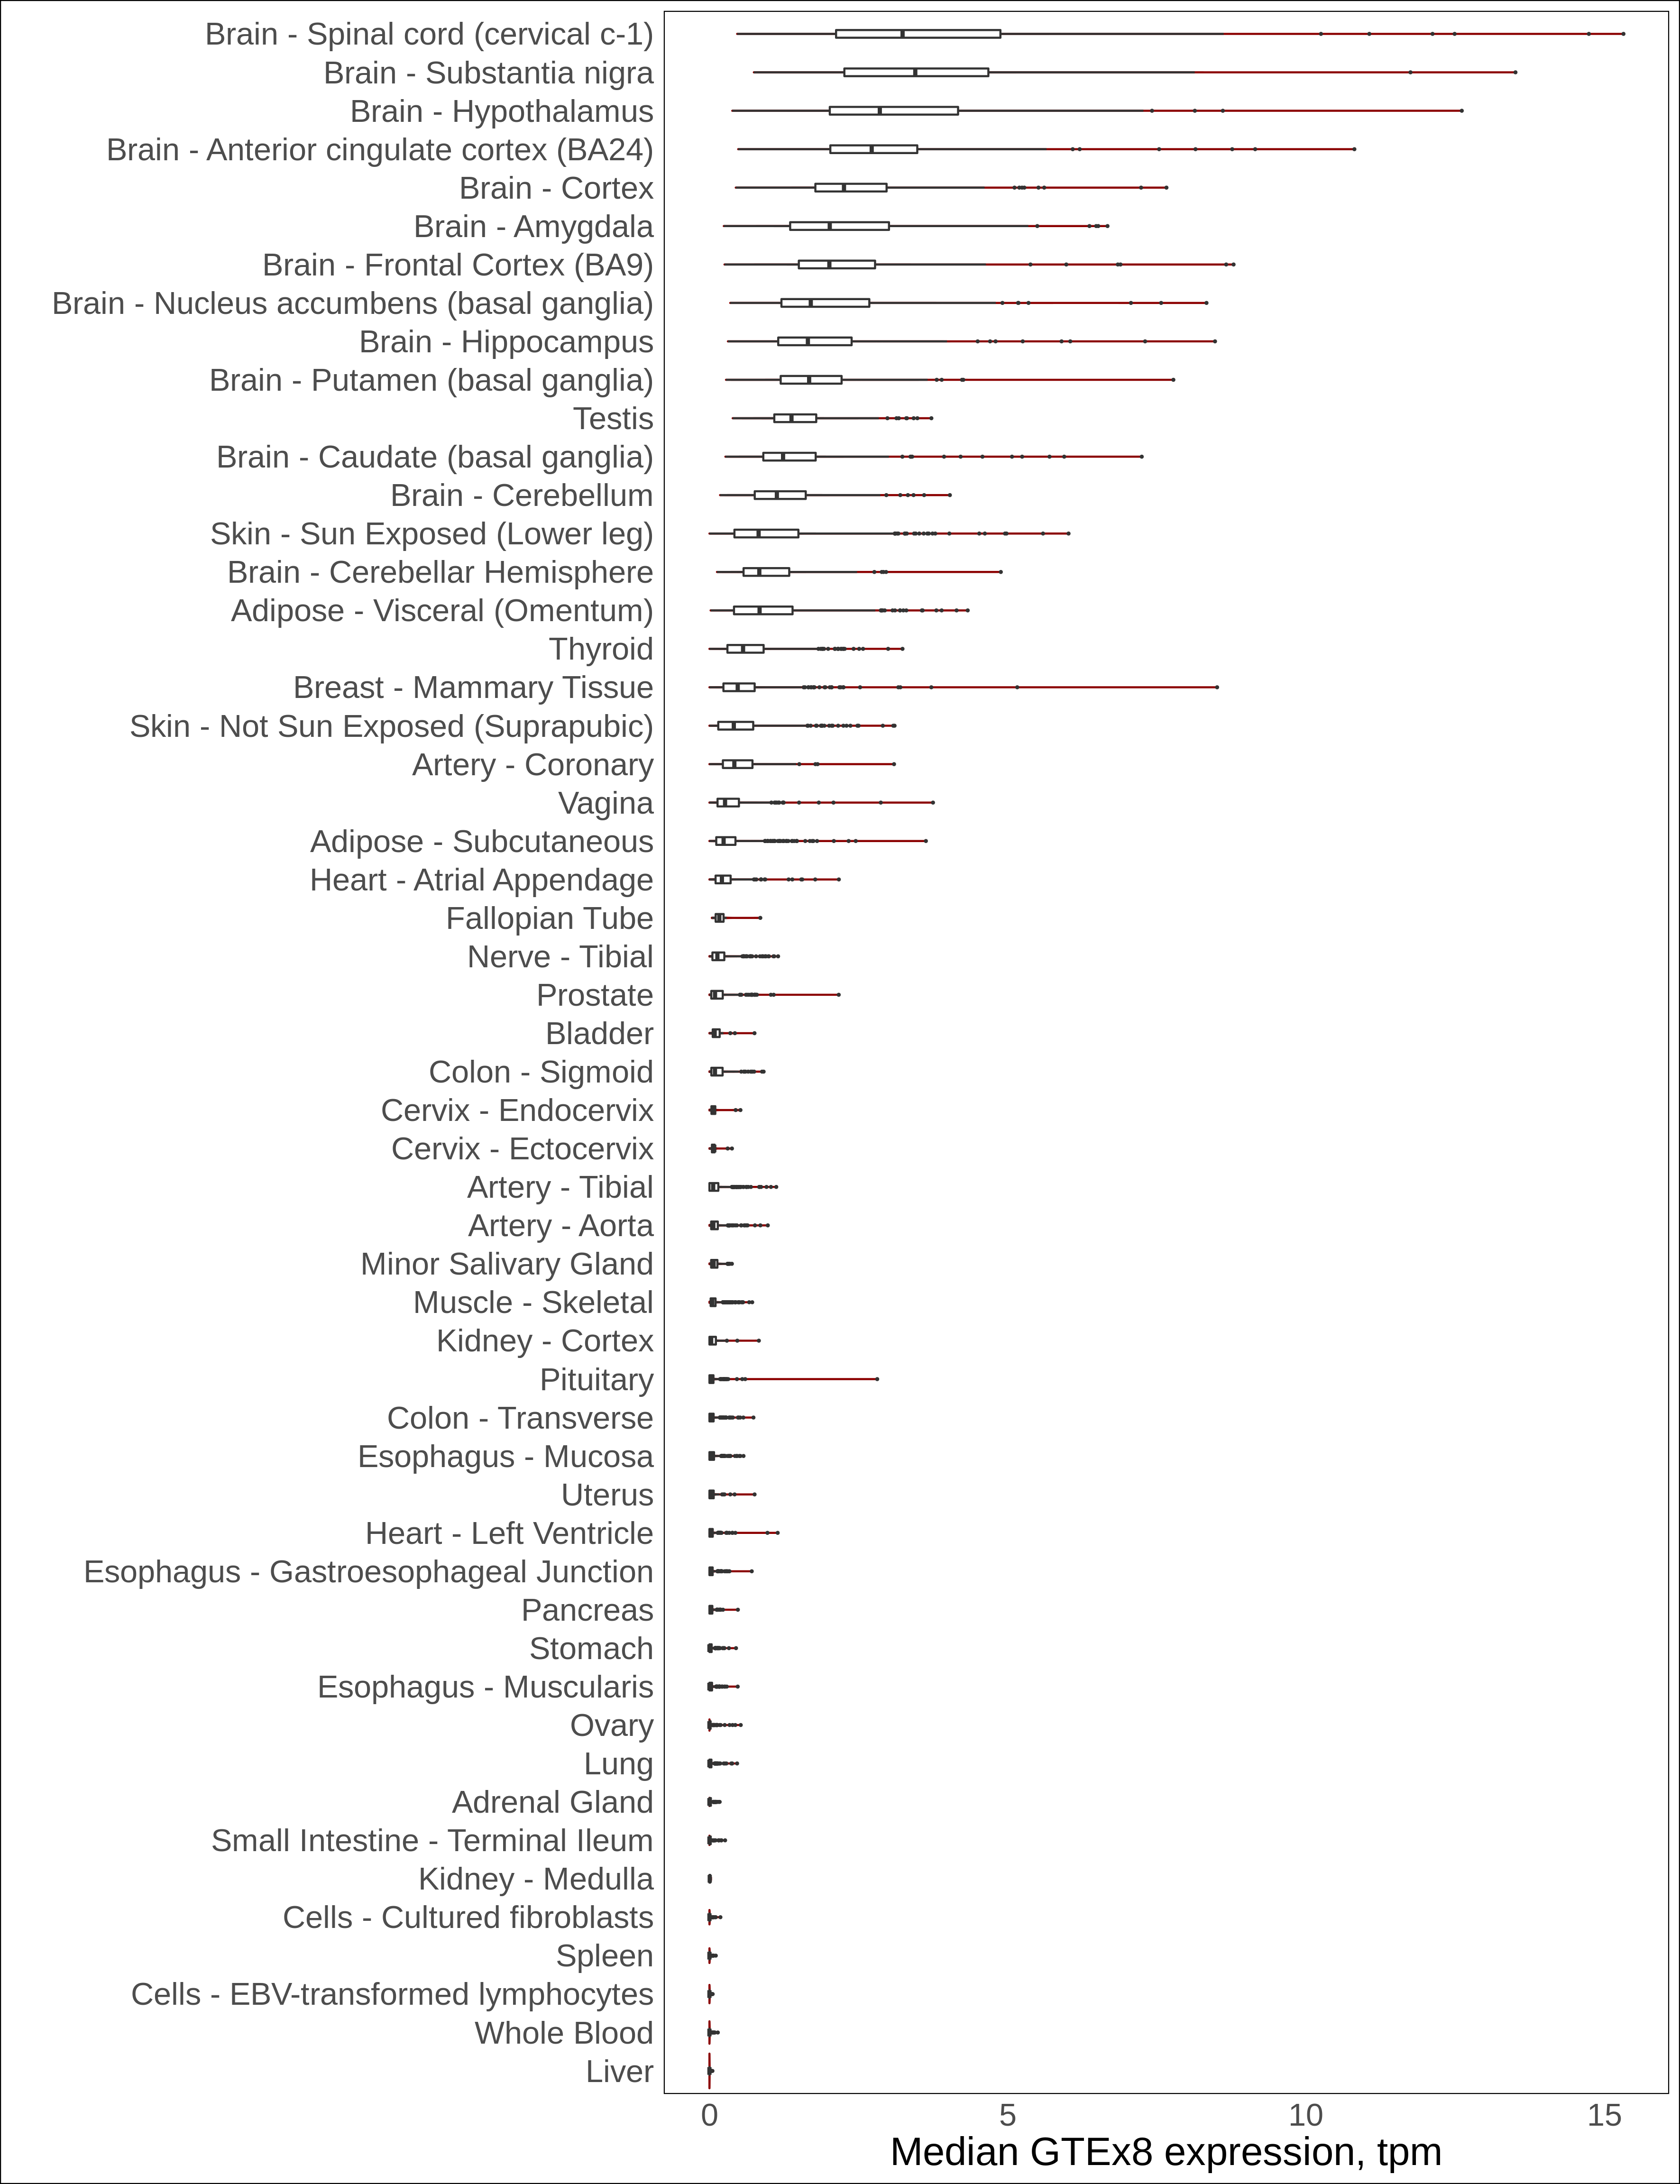 Brain - Spinal cord (cervical c-1)
Brain - Substantia nigra
Brain - Hypothalamus
Brain - Anterior cingulate cortex (BA24)
Brain - Cortex
Brain - Amygdala
Brain - Frontal Cortex (BA9)
Brain - Nucleus accumbens (basal ganglia)
Brain - Hippocampus
Brain - Putamen (basal ganglia)
Testis
Brain - Caudate (basal ganglia)
Brain - Cerebellum
Skin - Sun Exposed (Lower leg)
Brain - Cerebellar Hemisphere
Adipose - Visceral (Omentum)
Thyroid
Breast - Mammary Tissue
Skin - Not Sun Exposed (Suprapubic)
Artery - Coronary
Vagina
Adipose - Subcutaneous
Heart - Atrial Appendage
Fallopian Tube
Nerve - Tibial
Prostate
Bladder
Colon - Sigmoid
Cervix - Endocervix
Cervix - Ectocervix
Artery - Tibial
Artery - Aorta
Minor Salivary Gland
Muscle - Skeletal
Kidney - Cortex
Pituitary
Colon - Transverse
Esophagus - Mucosa
Uterus
Heart - Left Ventricle
Esophagus - Gastroesophageal Junction
Pancreas
Stomach
Esophagus - Muscularis
Ovary
Lung
Adrenal Gland
Small Intestine - Terminal Ileum
Kidney - Medulla
Cells - Cultured fibroblasts
Spleen
Cells - EBV-transformed lymphocytes
Whole Blood
Liver
0 5 10 15
Median GTEx8 expression, tpm